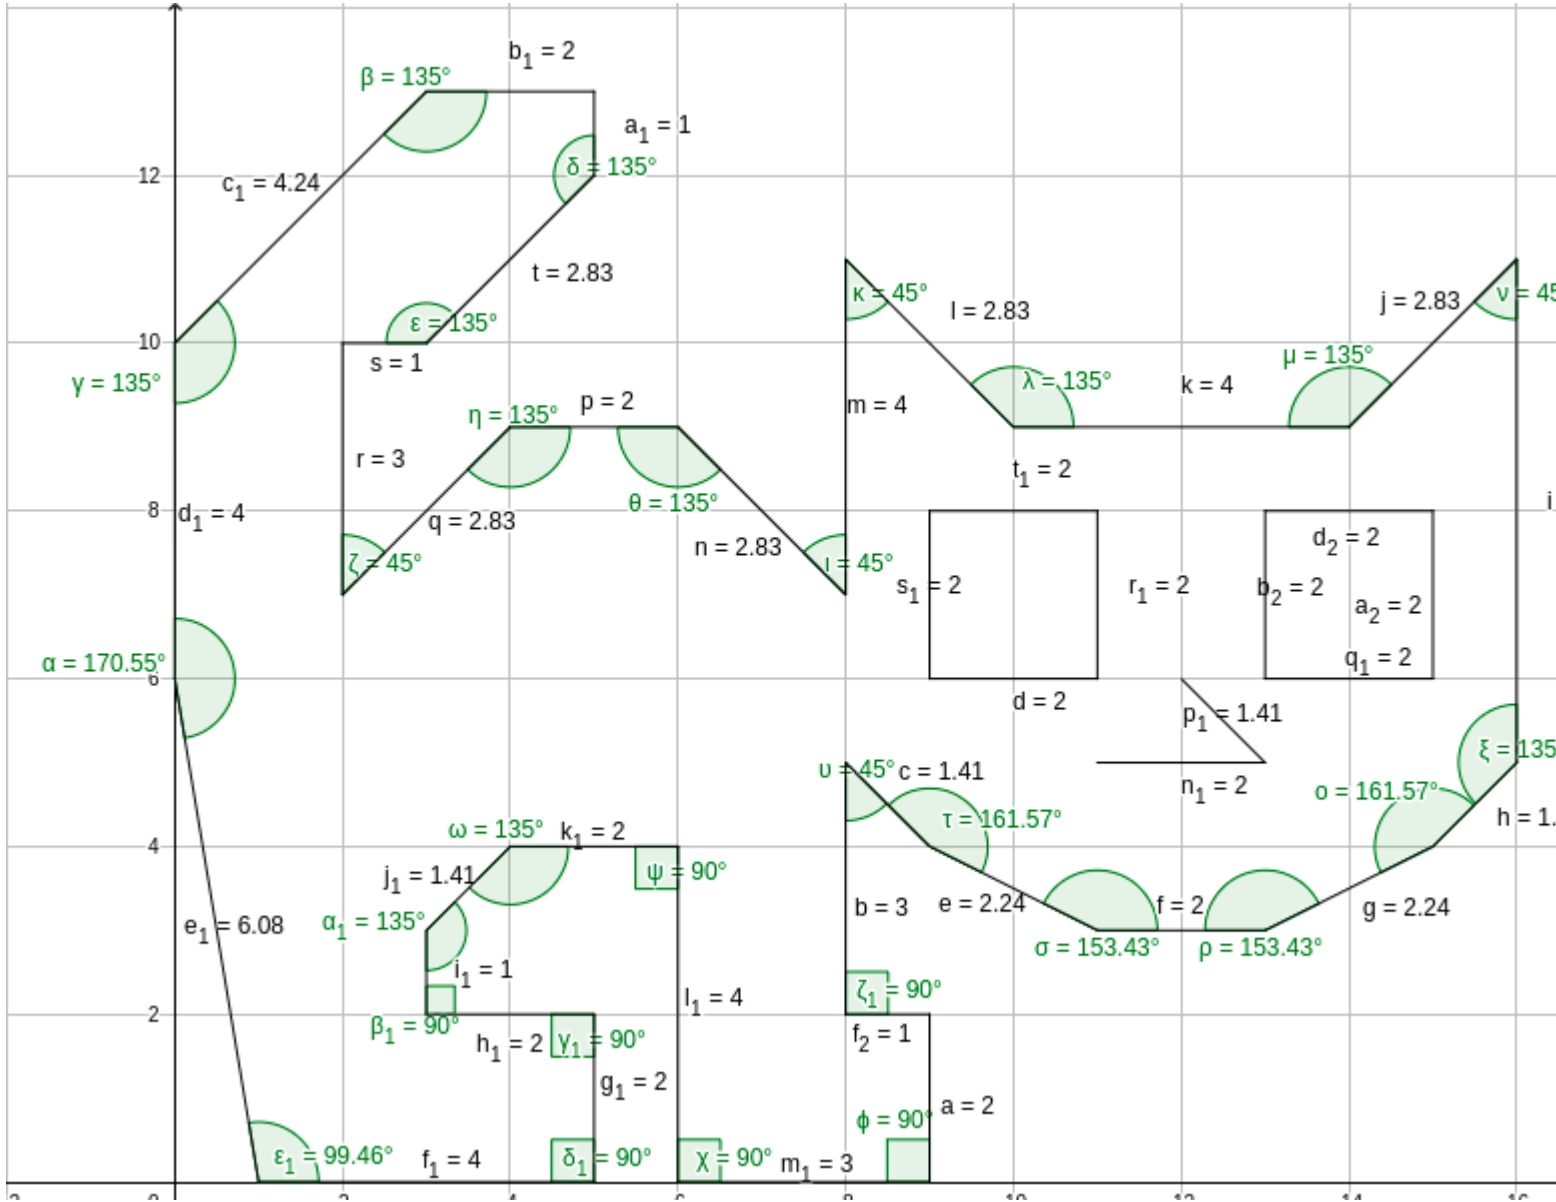 b₁ = 2
β = 135°
a₁ = 1
δ = 135°
12
c₁ = 4.24
t = 2.83
κ = 45°
l = 2.83
j = 2.83
ν = 45
ε = 135°
10
s = 1
μ = 135°
γ = 135°
λ = 135°
k = 4
p = 2
m = 4
η = 135°
r = 3
t₁ = 2
θ = 135°
i
8
d₁ = 4
q = 2.83
n = 2.83
d₂ = 2
ζ = 45°
ι = 45°
s₁ = 2
r₁ = 2
b₂ = 2
a₂ = 2
α = 170.55°
q₁ = 2
6
d = 2
p₁ = 1.41
ξ = 135
υ = 45°
c = 1.41
n₁ = 2
ο = 161.57°
τ = 161.57°
h = 1.
ω = 135°
k₁ = 2
4
j₁ = 1.41
ψ = 90°
b = 3
e = 2.24
f = 2
g = 2.24
α₁ = 135°
e₁ = 6.08
σ = 153.43°
ρ = 153.43°
i₁ = 1
l₁ = 4
ζ₁ = 90°
2
β₁ = 90°
h₁ = 2
γ₁ = 90°
f₂ = 1
g₁ = 2
a = 2
ϕ = 90°
ε₁ = 99.46°
f₁ = 4
δ₁ = 90°
χ = 90°
m₁ = 3